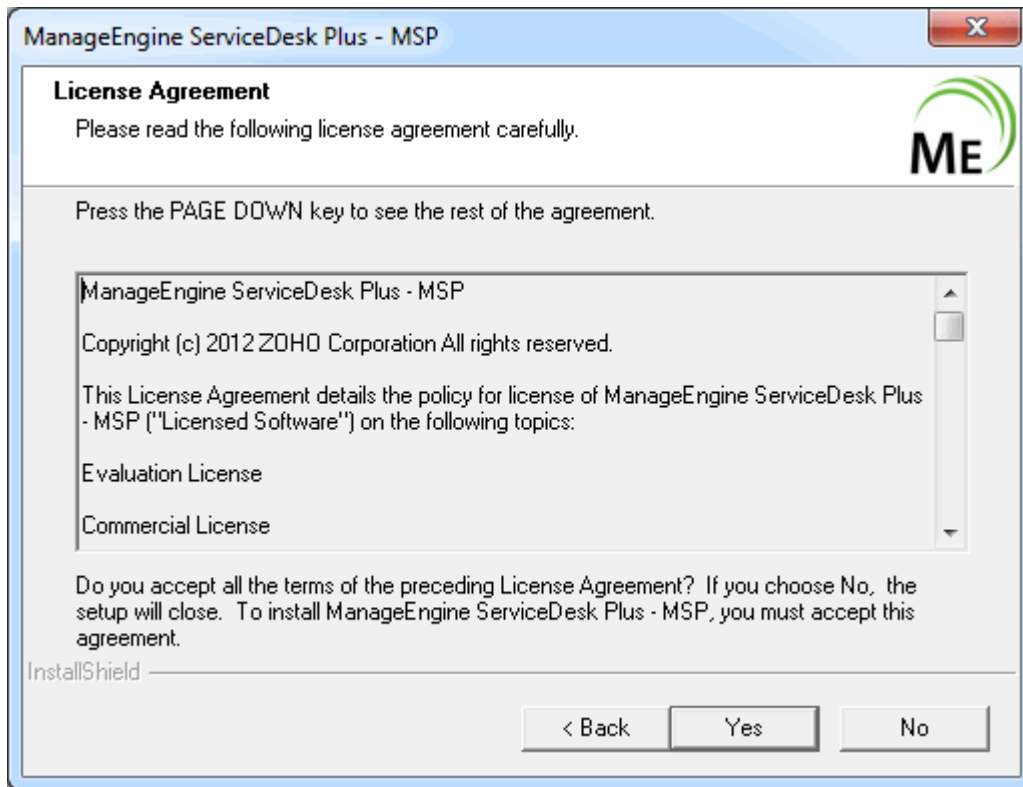 ManageEngine ServiceDesk Plus - MSP
X
License Agreement
Please read the following license agreement carefully.
ME
Press the PAGE DOWN key to see the rest of the agreement.
ManageEngine ServiceDesk Plus - MSP
Copyright (c) 2012 ZOHO Corporation All rights reserved.
This License Agreement details the policy for license of ManageEngine ServiceDesk Plus
- MSP ("Licensed Software") on the following topics:
Evaluation License
Commercial License
Do you accept all the terms of the preceding License Agreement?  If you choose No,  the
setup will close.  To install ManageEngine ServiceDesk Plus - MSP, you must accept this
agreement.
InstallShield
< Back
Yes
No